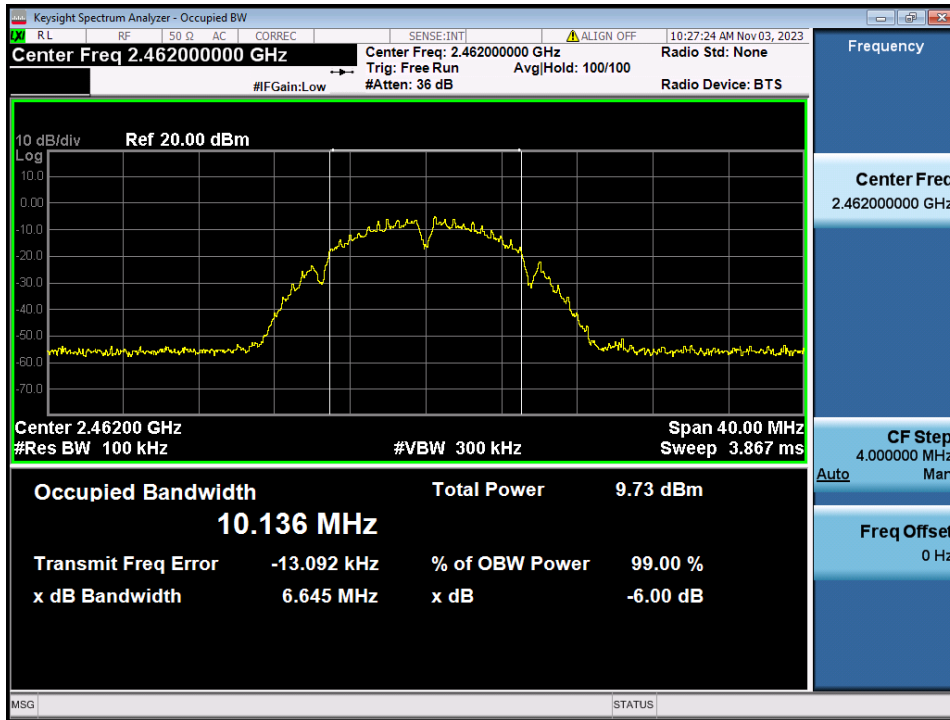 Keysight Spectrum Analyzer - Occupied BW
LXI RL RF 50 Ω AC CORREC SENSE:INT ALIGN OFF 10:27:24 AM Nov 03, 2023
Center Freq 2.462000000 GHz
Center Freq: 2.462000000 GHz Radio Std: None
Trig: Free Run Avg|Hold: 100/100
#IFGain:Low #Atten: 36 dB Radio Device: BTS
10 dB/div Ref 20.00 dBm
Log
10.0
0.00
-10.0
-20.0
-30.0
-40.0
-50.0
-60.0
-70.0
Center 2.46200 GHz Span 40.00 MHz
#Res BW 100 kHz #VBW 300 kHz Sweep 3.867 ms
Occupied Bandwidth Total Power 9.73 dBm
10.136 MHz
Transmit Freq Error -13.092 kHz % of OBW Power 99.00 %
x dB Bandwidth 6.645 MHz x dB -6.00 dB
MSG STATUS
Frequency
Center Freq
2.462000000 GHz
CF Step
4.000000 MHz
Auto Man
Freq Offset
0 Hz